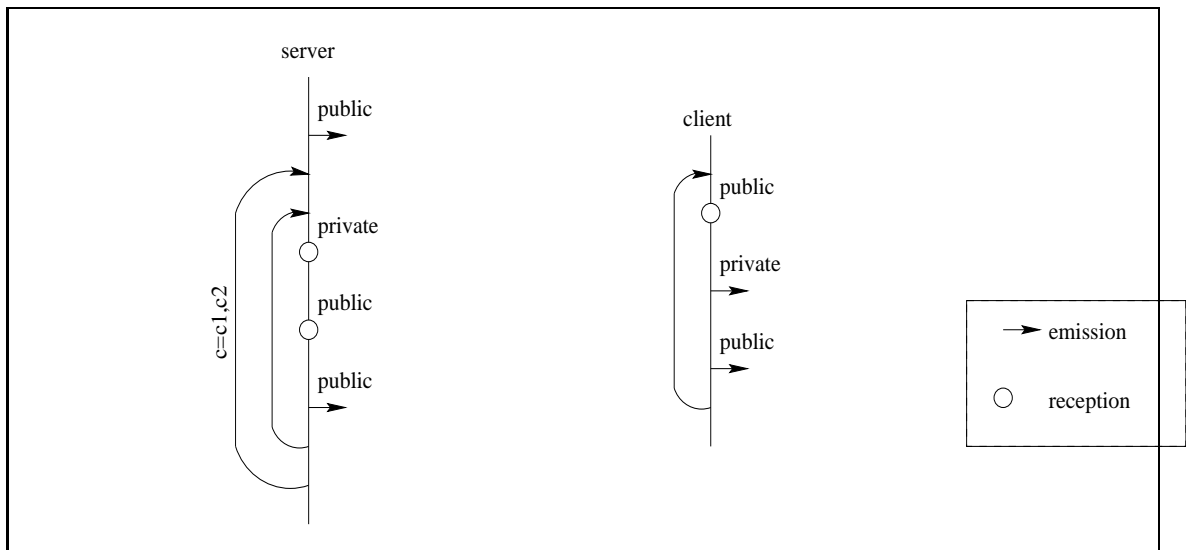 server
public
private
public
public
c=c1,c2
client
public
private
public
emission
reception